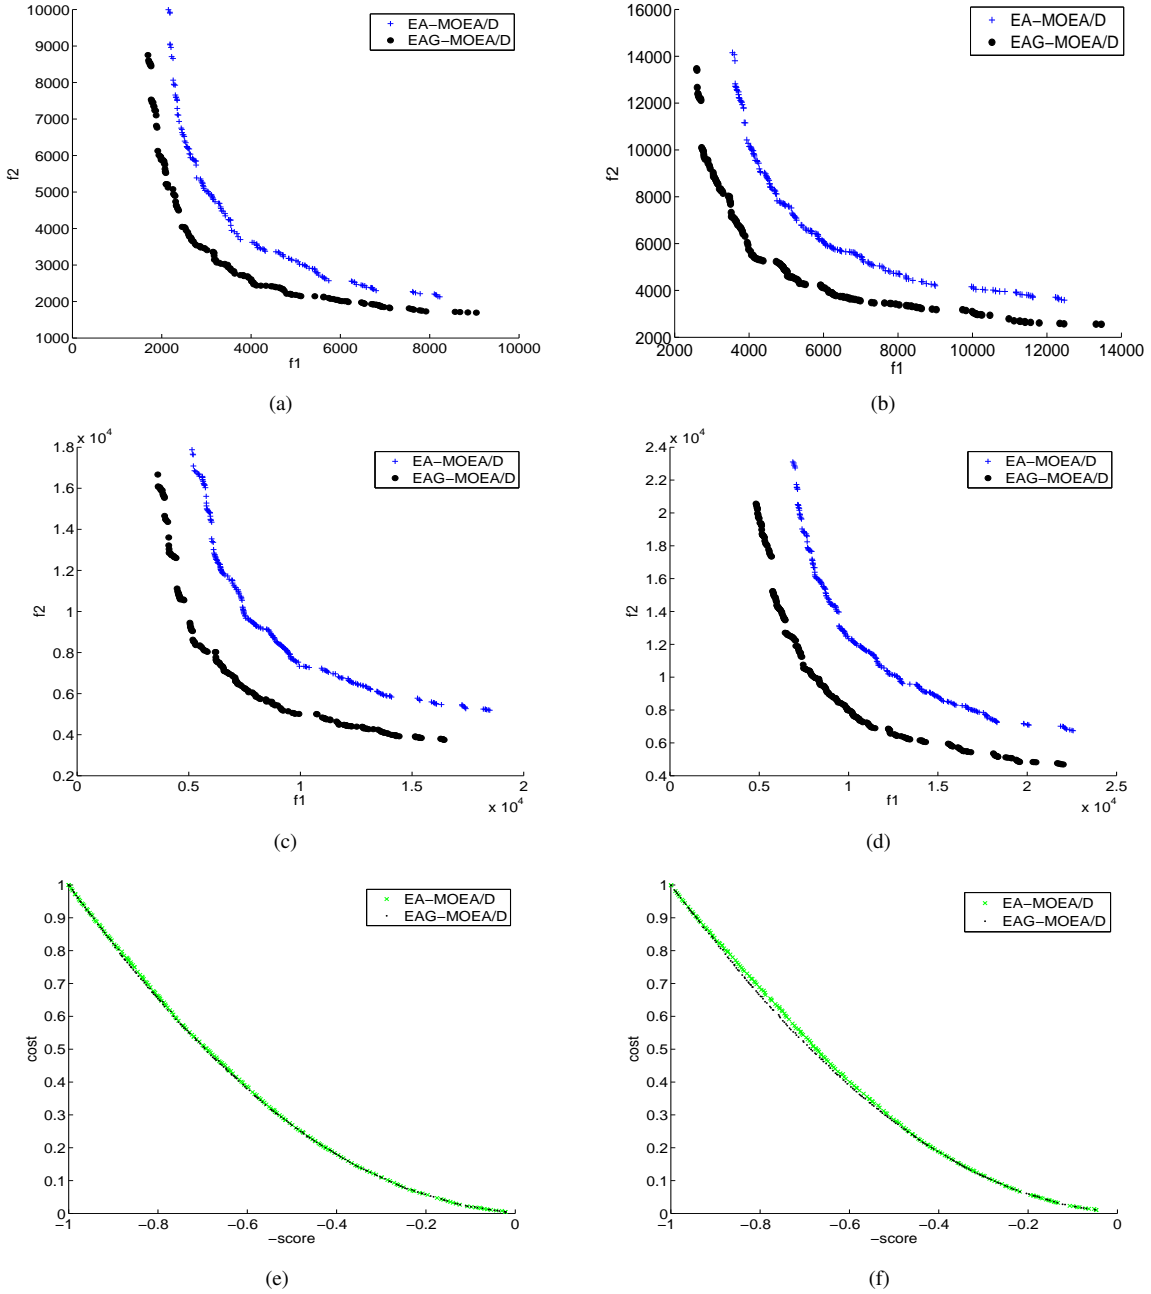 10000
9000
8000
7000
6000
5000
4000
3000
2000
1000
f2
0
2000
4000
6000
8000
10000
f1
EA−MOEA/D
EAG−MOEA/D
(a)
16000
14000
12000
10000
8000
6000
4000
2000
f2
2000
4000
6000
8000
10000
12000
14000
f1
EA−MOEA/D
EAG−MOEA/D
(b)
x 10^4
1.8
1.6
1.4
1.2
1
0.8
0.6
0.4
0.2
f2
0
0.5
1
1.5
2
x 10^4
f1
EA−MOEA/D
EAG−MOEA/D
(c)
x 10^4
2.4
2.2
2
1.8
1.6
1.4
1.2
1
0.8
0.6
0.4
f2
0
0.5
1
1.5
2
2.5
x 10^4
f1
EA−MOEA/D
EAG−MOEA/D
(d)
1
0.9
0.8
0.7
0.6
0.5
0.4
0.3
0.2
0.1
0
cost
−1
−0.8
−0.6
−0.4
−0.2
0
−score
EA−MOEA/D
EAG−MOEA/D
(e)
1
0.9
0.8
0.7
0.6
0.5
0.4
0.3
0.2
0.1
0
cost
−1
−0.8
−0.6
−0.4
−0.2
0
−score
EA−MOEA/D
EAG−MOEA/D
(f)